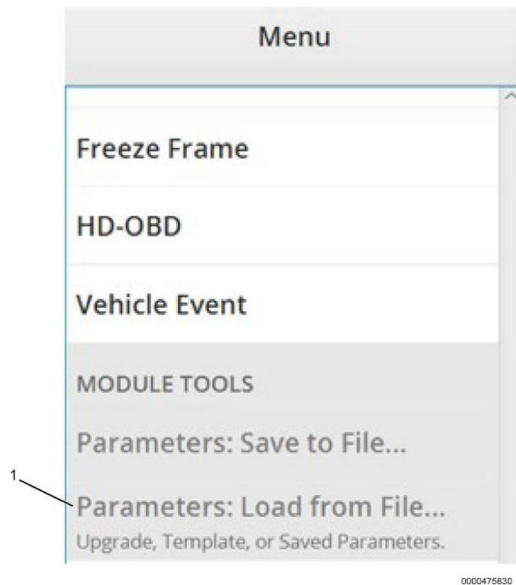 Menu
Freeze Frame
HD-OBD
Vehicle Event
MODULE TOOLS
Parameters: Save to File...
1
Parameters: Load from File...
Upgrade, Template, or Saved Parameters.
0000475830